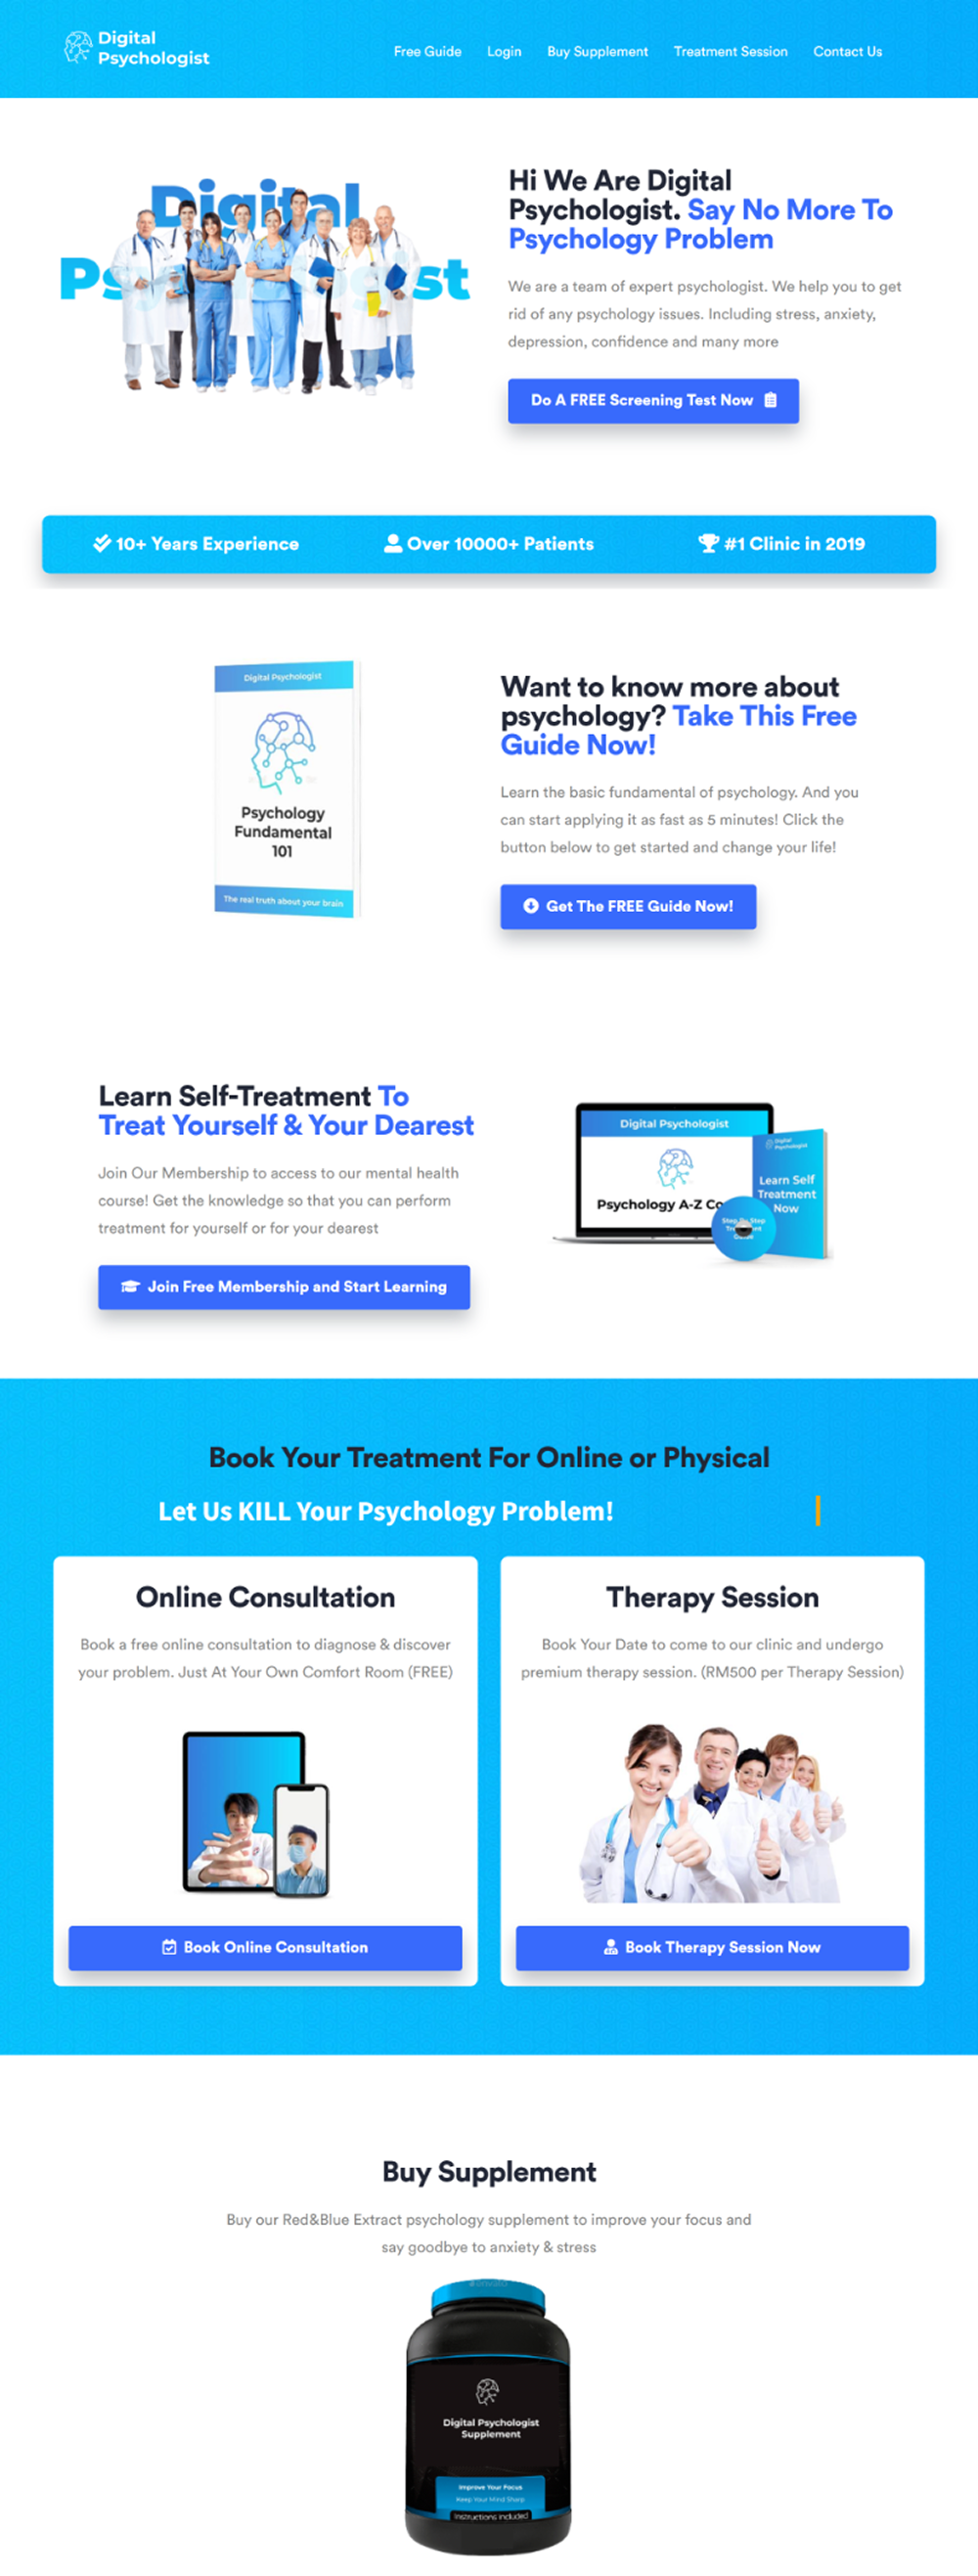 Digital
Psychologist
Free Guide
Login
Buy Supplement
Treatment Session
Contact Us
Digital
Hi We Are Digital
Psychologist. Say No More To
Psychology Problem
We are a team of expert psychologist. We help you to get
rid of any psychology issues. Including stress, anxiety,
depression, confidence and many more
Do A FREE Screening Test Now
10+ Years Experience
Over 10000+ Patients
#1 Clinic in 2019
Digital Psychologist
Psychology
Fundamental
101
The real truth about your brain
Want to know more about
psychology? Take This Free
Guide Now!
Learn the basic fundamental of psychology. And you
can start applying it as fast as 5 minutes! Click the
button below to get started and change your life!
Get The FREE Guide Now!
Learn Self-Treatment To
Treat Yourself & Your Dearest
Join Our Membership to access to our mental health
course! Get the knowledge so that you can perform
treatment for yourself or for your dearest
Join Free Membership and Start Learning
Digital Psychologist
Psychology A-Z Co
Digital
Psychologist
Learn Self
Treatment
Now
Book Your Treatment For Online or Physical
Let Us KILL Your Psychology Problem!
Online Consultation
Book a free online consultation to diagnose & discover
your problem. Just At Your Own Comfort Room (FREE)
Book Online Consultation
Therapy Session
Book Your Date to come to our clinic and undergo
premium therapy session. (RM500 per Therapy Session)
Book Therapy Session Now
Buy Supplement
Buy our Red&Blue Extract psychology supplement to improve your focus and
say goodbye to anxiety & stress
Digital Psychologist
Supplement
Improve Your Focus
Keep Your Mind Sharp
Instructions included